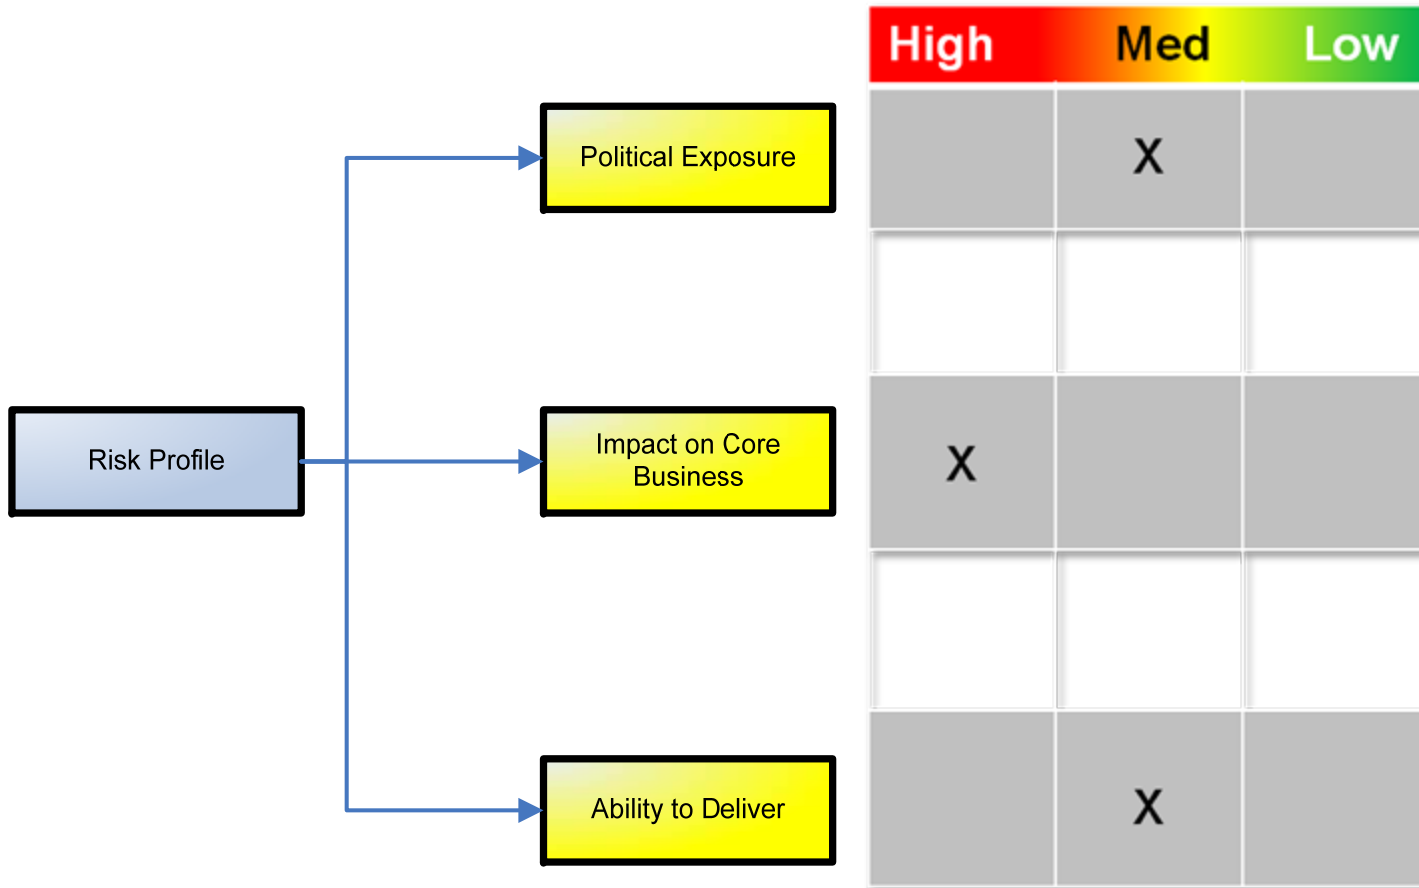 High Med Low
Political Exposure
X
Risk Profile
Impact on Core
Business
X
Ability to Deliver
X